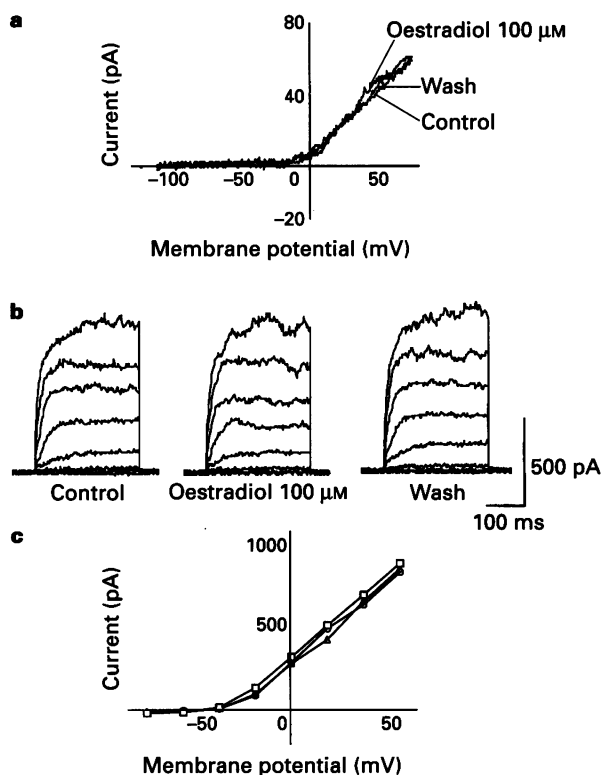 a
80
Oestradiol 100 μM
Wash
Control
40
Current (pA)
−100
−50
0
50
−20
Membrane potential (mV)
b
Control
Oestradiol 100 μM
Wash
500 pA
100 ms
c
1000
500
Current (pA)
−50
0
50
Membrane potential (mV)